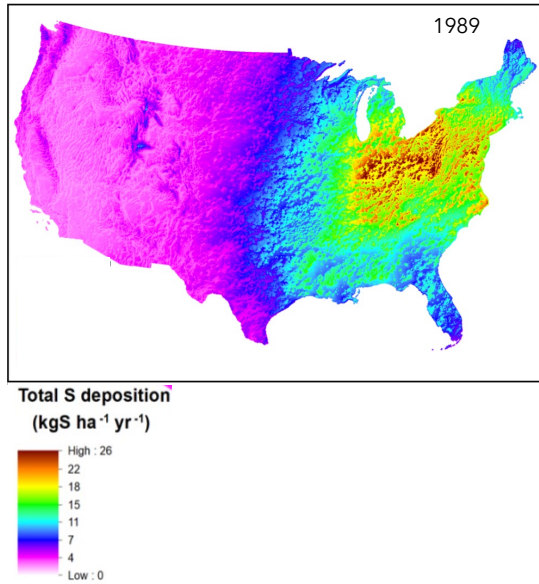 1989
Total S deposition
(kgS ha⁻¹ yr⁻¹)
High : 26
22
18
15
11
7
4
Low : 0